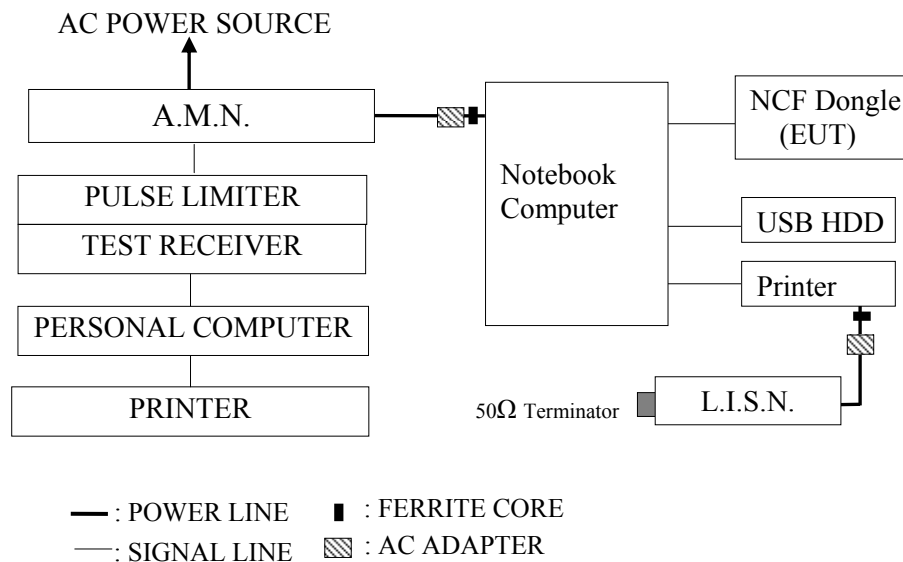 AC POWER SOURCE
A.M.N.
PULSE LIMITER
TEST RECEIVER
PERSONAL COMPUTER
PRINTER
Notebook
Computer
NCF Dongle
(EUT)
USB HDD
Printer
L.I.S.N.
50Ω Terminator
: POWER LINE
: FERRITE CORE
: SIGNAL LINE
: AC ADAPTER